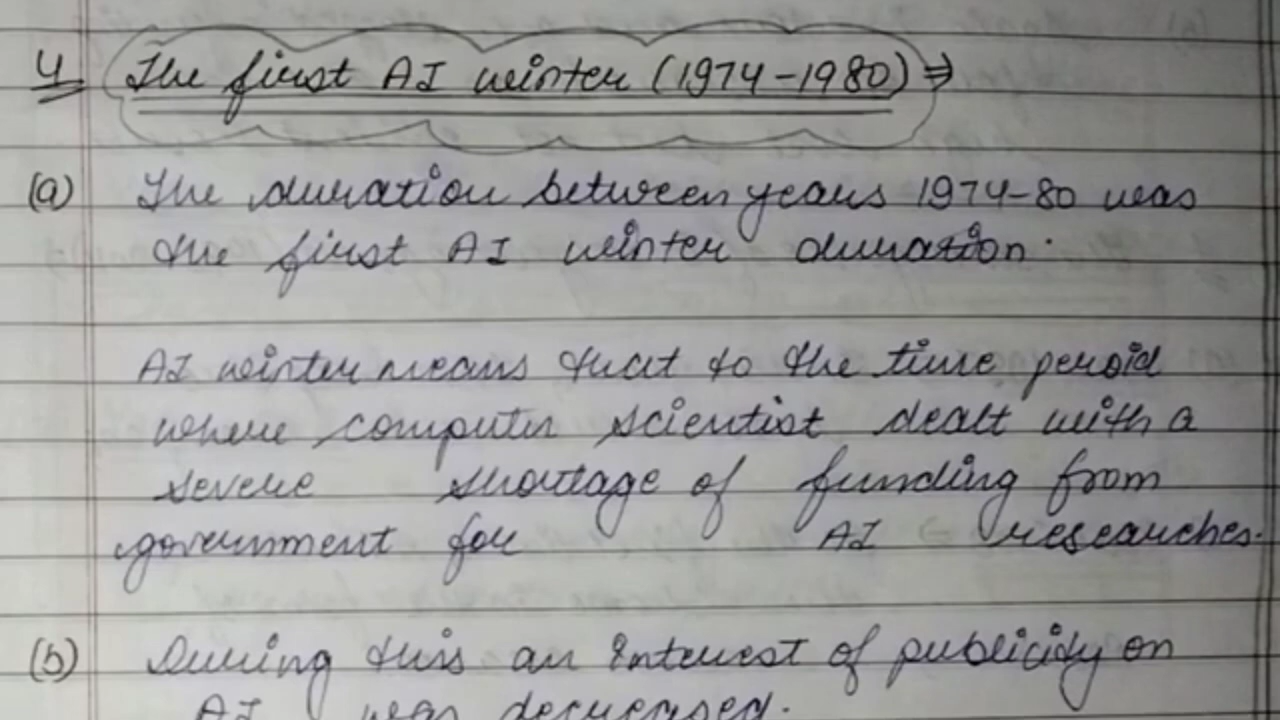 4 The first AI winter (1974-1980) ⇒
(a) The duration between years 1974-80 was
the first AI winter duration.
AI winter means that to the time peroid
where computer scientist dealt with a
severe shortage of funding from
government for AI researches.
(b) During this an interest of publicity on
AI was decreased.